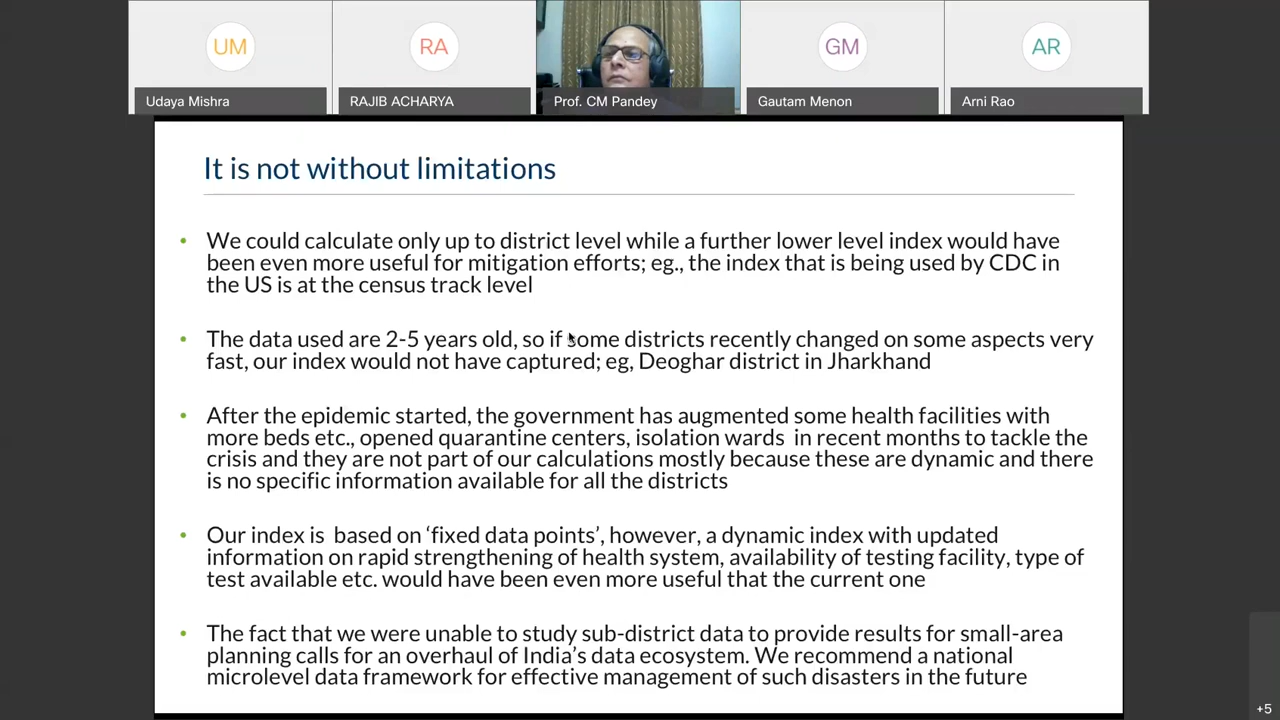 UM
RA
GM
AR
Udaya Mishra
RAJIB ACHARYA
Prof. CM Pandey
Gautam Menon
Arni Rao
It is not without limitations
• We could calculate only up to district level while a further lower level index would have
been even more useful for mitigation efforts; eg., the index that is being used by CDC in
the US is at the census track level
• The data used are 2-5 years old, so if some districts recently changed on some aspects very
fast, our index would not have captured; eg, Deoghar district in Jharkhand
• After the epidemic started, the government has augmented some health facilities with
more beds etc., opened quarantine centers, isolation wards in recent months to tackle the
crisis and they are not part of our calculations mostly because these are dynamic and there
is no specific information available for all the districts
• Our index is based on ‘fixed data points’, however, a dynamic index with updated
information on rapid strengthening of health system, availability of testing facility, type of
test available etc. would have been even more useful that the current one
• The fact that we were unable to study sub-district data to provide results for small-area
planning calls for an overhaul of India’s data ecosystem. We recommend a national
microlevel data framework for effective management of such disasters in the future
+5